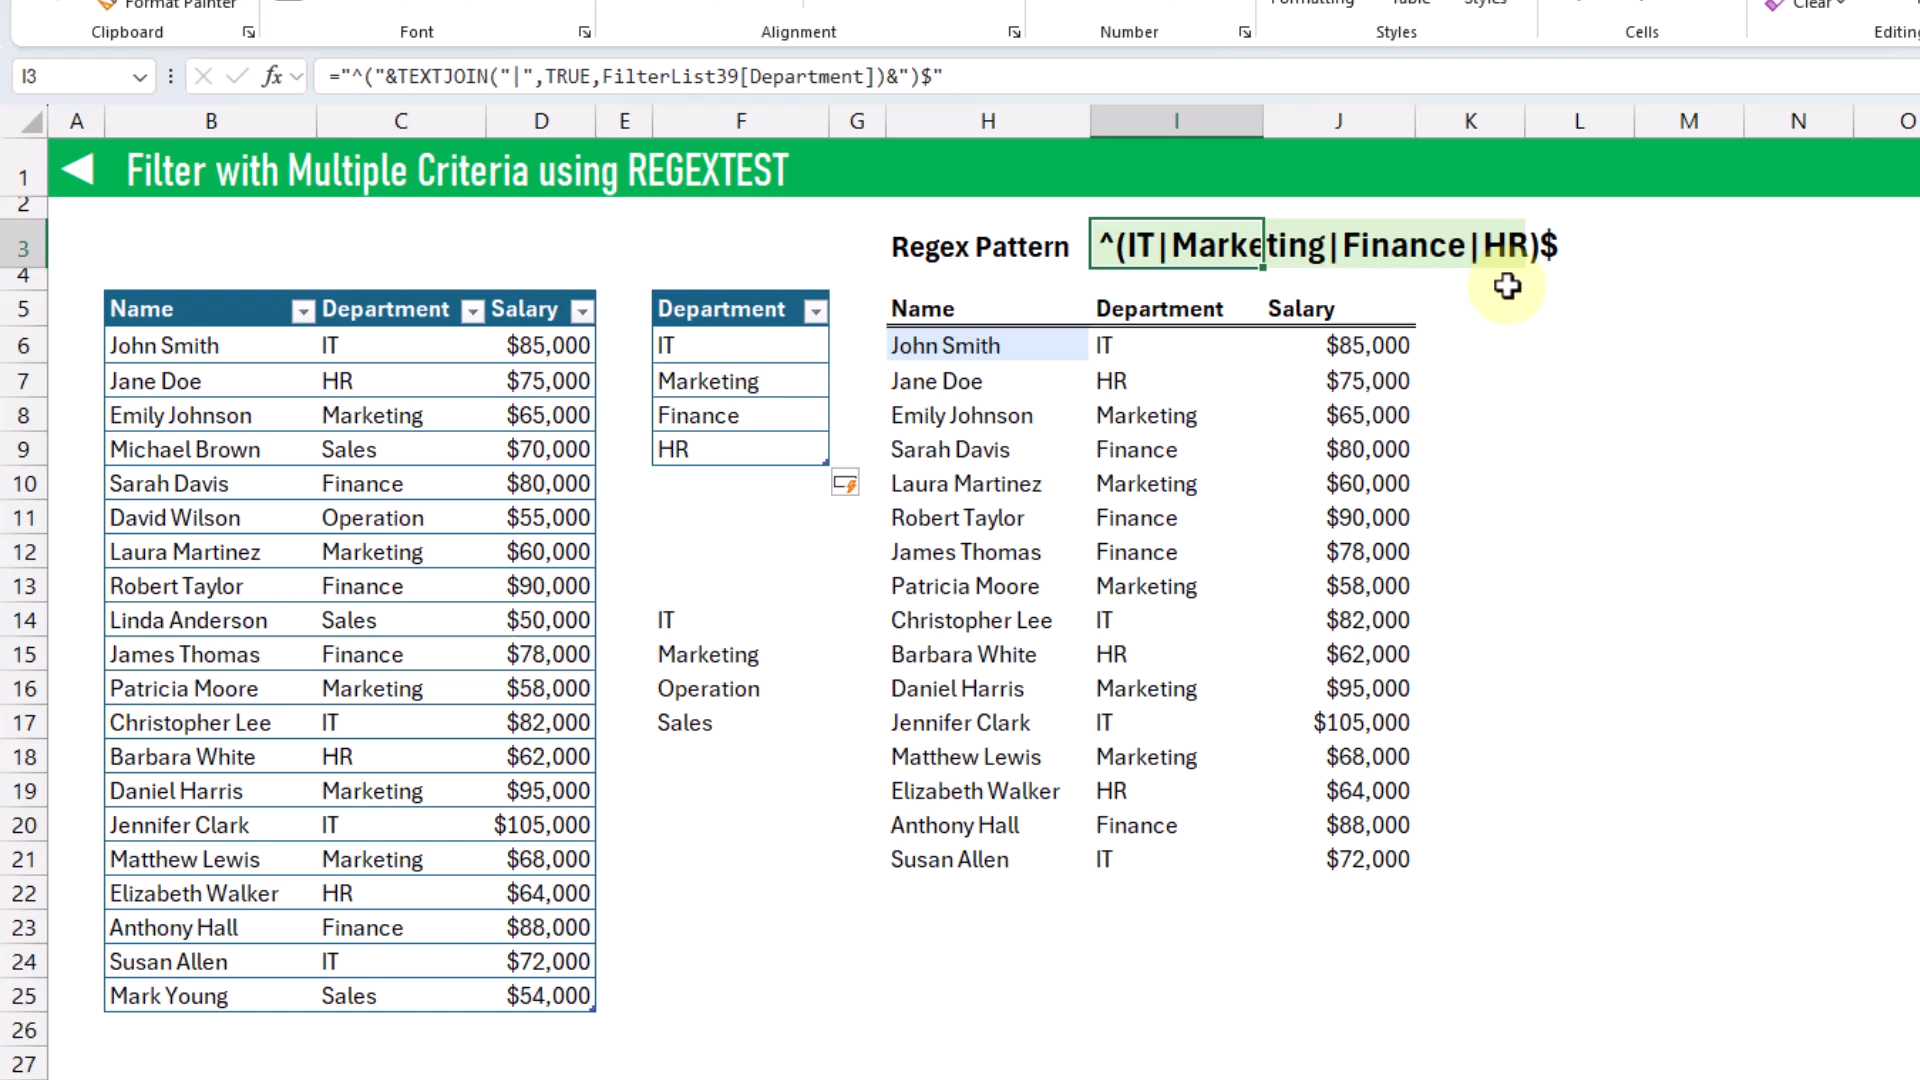 Format Painter
Formatting Table Styles
Clear
Clipboard Font Alignment Number Styles Cells Editing
I3 fx ="^("&TEXTJOIN("|",TRUE,FilterList39[Department])&")$"
A B C D E F G H I J K L M N O
1 Filter with Multiple Criteria using REGEXTEST
2
3 Regex Pattern ^(IT|Marketing|Finance|HR)$
4
5 Name Department Salary Department Name Department Salary
6 John Smith IT $85,000 IT John Smith IT $85,000
7 Jane Doe HR $75,000 Marketing Jane Doe HR $75,000
8 Emily Johnson Marketing $65,000 Finance Emily Johnson Marketing $65,000
9 Michael Brown Sales $70,000 HR Sarah Davis Finance $80,000
10 Sarah Davis Finance $80,000 Laura Martinez Marketing $60,000
11 David Wilson Operation $55,000 Robert Taylor Finance $90,000
12 Laura Martinez Marketing $60,000 James Thomas Finance $78,000
13 Robert Taylor Finance $90,000 Patricia Moore Marketing $58,000
14 Linda Anderson Sales $50,000 IT Christopher Lee IT $82,000
15 James Thomas Finance $78,000 Marketing Barbara White HR $62,000
16 Patricia Moore Marketing $58,000 Operation Daniel Harris Marketing $95,000
17 Christopher Lee IT $82,000 Sales Jennifer Clark IT $105,000
18 Barbara White HR $62,000 Matthew Lewis Marketing $68,000
19 Daniel Harris Marketing $95,000 Elizabeth Walker HR $64,000
20 Jennifer Clark IT $105,000 Anthony Hall Finance $88,000
21 Matthew Lewis Marketing $68,000 Susan Allen IT $72,000
22 Elizabeth Walker HR $64,000
23 Anthony Hall Finance $88,000
24 Susan Allen IT $72,000
25 Mark Young Sales $54,000
26
27